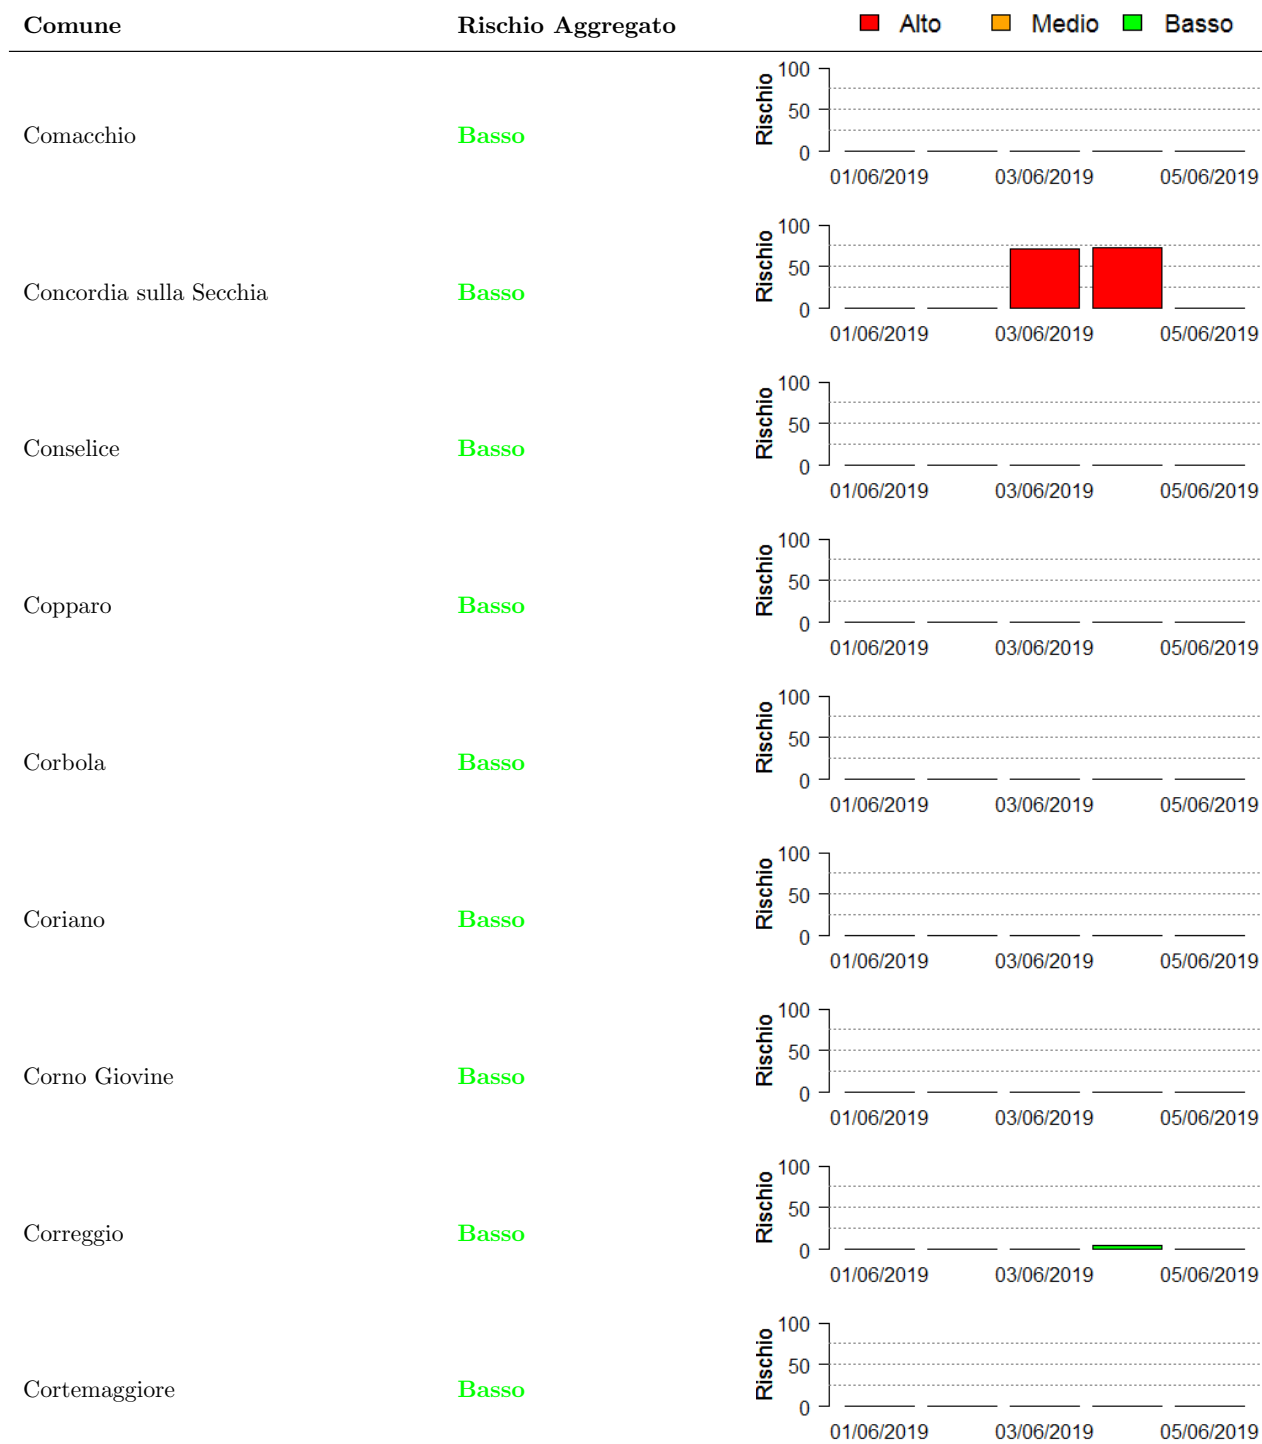 Comune Rischio Aggregato Alto Medio Basso
100
50
0
Rischio
Comacchio Basso
01/06/2019 03/06/2019 05/06/2019
100
50
0
Rischio
Concordia sulla Secchia Basso
01/06/2019 03/06/2019 05/06/2019
100
50
0
Rischio
Conselice Basso
01/06/2019 03/06/2019 05/06/2019
100
50
0
Rischio
Copparo Basso
01/06/2019 03/06/2019 05/06/2019
100
50
0
Rischio
Corbola Basso
01/06/2019 03/06/2019 05/06/2019
100
50
0
Rischio
Coriano Basso
01/06/2019 03/06/2019 05/06/2019
100
50
0
Rischio
Corno Giovine Basso
01/06/2019 03/06/2019 05/06/2019
100
50
0
Rischio
Correggio Basso
01/06/2019 03/06/2019 05/06/2019
100
50
0
Rischio
Cortemaggiore Basso
01/06/2019 03/06/2019 05/06/2019